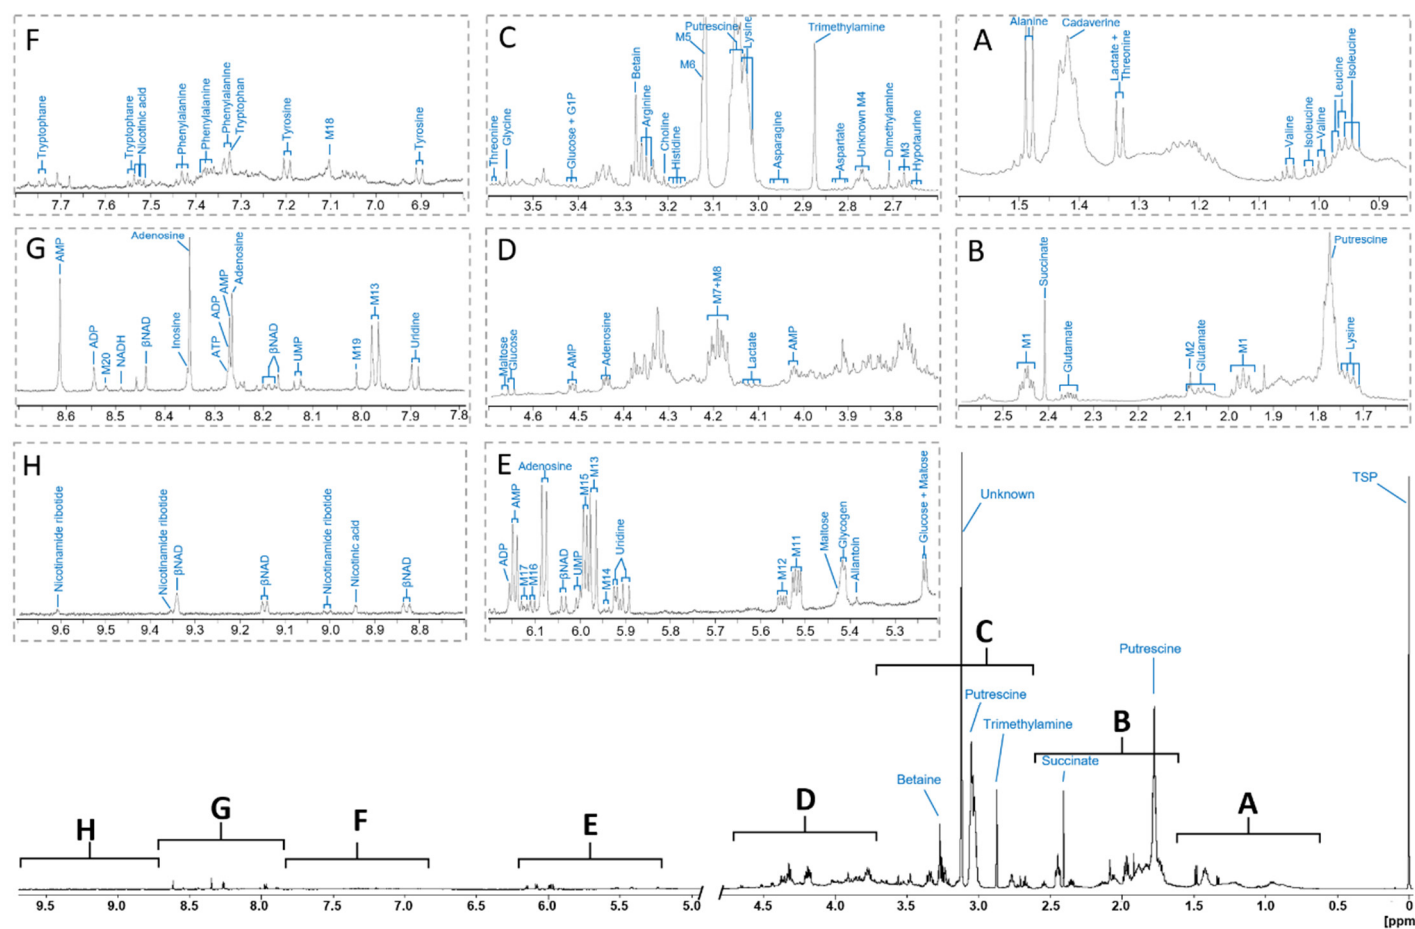 F
Tryptophane
Tryptophane
Nicotinic acid
Phenylalanine
Phenylalanine
Phenylalanine
Tryptophan
Tyrosine
M18
Tyrosine
7.7 7.6 7.5 7.4 7.3 7.2 7.1 7.0 6.9
C
Threonine
Glycine
Glucose + G1P
Betain
Arginine
Choline
Histidine
M5
M6
Putrescine
Lysine
Asparagine
Trimethylamine
Aspartate
Unknown M4
Dimethylamine
M3
Hypotaurine
3.5 3.4 3.3 3.2 3.1 3.0 2.9 2.8 2.7
A
Alanine
Cadaverine
Lactate +
Threonine
Valine
Isoleucine
Valine
Leucine
Isoleucine
1.5 1.4 1.3 1.2 1.1 1.0 0.9
G
AMP
ADP
M20
NADH
βNAD
Inosine
Adenosine
ATP
ADP
AMP
Adenosine
βNAD
UMP
M19
M13
Uridine
8.6 8.5 8.4 8.3 8.2 8.1 8.0 7.9 7.8
D
Maltose
Glucose
AMP
Adenosine
M7+M8
Lactate
AMP
4.6 4.5 4.4 4.3 4.2 4.1 4.0 3.9 3.8
B
M1
Succinate
Glutamate
M2
Glutamate
M1
Putrescine
Lysine
2.5 2.4 2.3 2.2 2.1 2.0 1.9 1.8 1.7
H
Nicotinamide ribotide
Nicotinamide ribotide
βNAD
βNAD
Nicotinamide ribotide
Nicotinic acid
βNAD
9.6 9.5 9.4 9.3 9.2 9.1 9.0 8.9 8.8
E
ADP
AMP
M17
M16
Adenosine
βNAD
UMP
M15
M13
M14
Uridine
M12
M11
Maltose
Glycogen
Allantoin
Glucose + Maltose
6.1 6.0 5.9 5.8 5.7 5.6 5.5 5.4 5.3
Unknown
TSP
C
Putrescine
Putrescine
Trimethylamine
B
Succinate
Betaine
H
G
F
E
D
A
9.5 9.0 8.5 8.0 7.5 7.0 6.5 6.0 5.5 5.0 4.5 4.0 3.5 3.0 2.5 2.0 1.5 1.0 0.5 0
[ppm